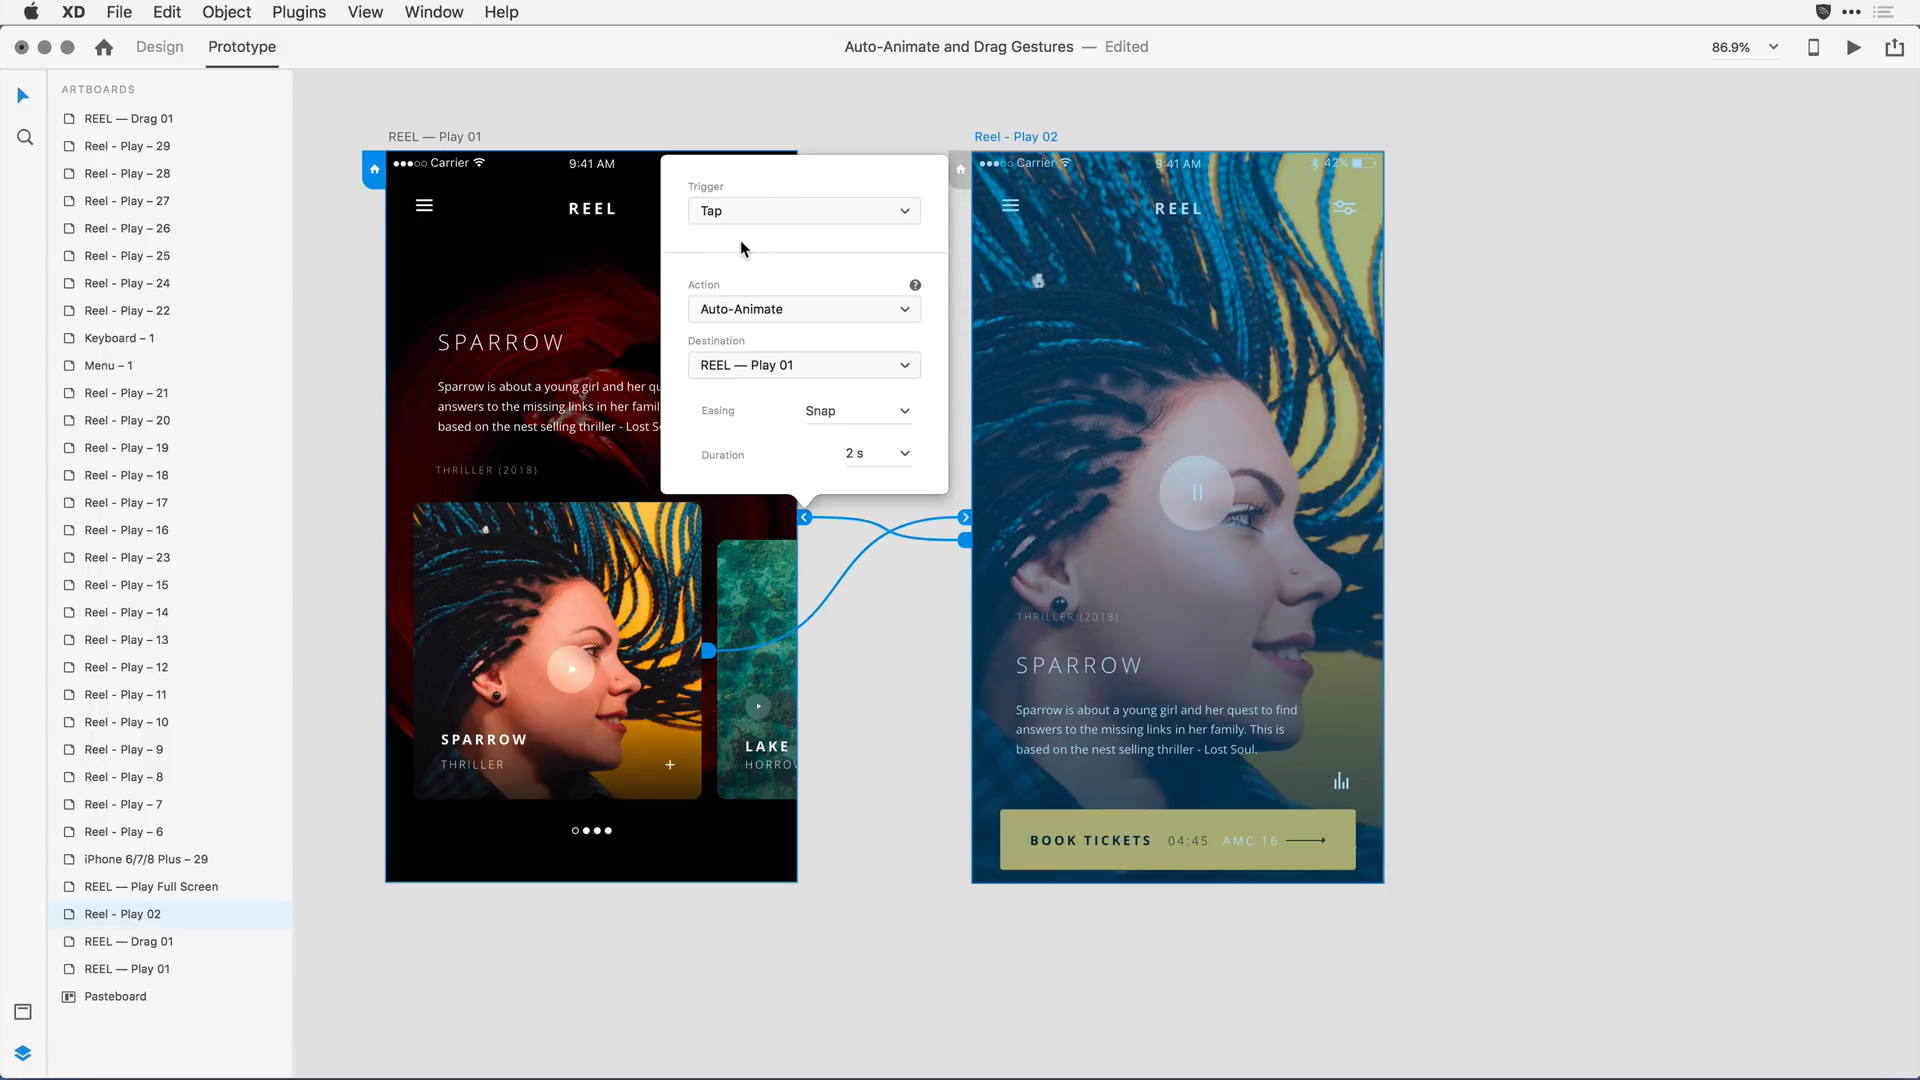 XD File Edit Object Plugins View Window Help
Design Prototype
Auto-Animate and Drag Gestures — Edited
86.9%
ARTBOARDS
REEL — Drag 01
Reel - Play – 29
Reel - Play – 28
Reel - Play – 27
Reel - Play – 26
Reel - Play – 25
Reel - Play – 24
Reel - Play – 22
Keyboard – 1
Menu – 1
Reel - Play – 21
Reel - Play – 20
Reel - Play – 19
Reel - Play – 18
Reel - Play – 17
Reel - Play – 16
Reel - Play – 23
Reel - Play – 15
Reel - Play – 14
Reel - Play – 13
Reel - Play – 12
Reel - Play – 11
Reel - Play – 10
Reel - Play – 9
Reel - Play – 8
Reel - Play – 7
Reel - Play – 6
iPhone 6/7/8 Plus – 29
REEL — Play Full Screen
Reel - Play 02
REEL — Drag 01
REEL — Play 01
Pasteboard
REEL — Play 01
Carrier 9:41 AM
REEL
SPARROW
Sparrow is about a young girl and her qu
answers to the missing links in her famil
based on the nest selling thriller - Lost S
THRILLER (2018)
SPARROW
THRILLER
+
LAKE
HORROW
Trigger
Tap
Action
?
Auto-Animate
Destination
REEL — Play 01
Easing Snap
Duration 2 s
Reel - Play 02
Carrier 9:41 AM 42%
REEL
THRILLER (2018)
SPARROW
Sparrow is about a young girl and her quest to find
answers to the missing links in her family. This is
based on the nest selling thriller - Lost Soul.
BOOK TICKETS 04:45 AMC 16